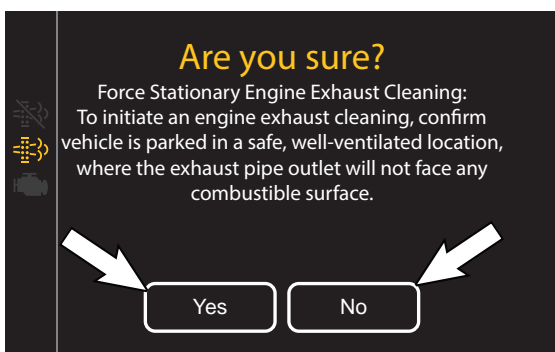 Are you sure?
Force Stationary Engine Exhaust Cleaning:
To initiate an engine exhaust cleaning, confirm
vehicle is parked in a safe, well-ventilated location,
where the exhaust pipe outlet will not face any
combustible surface.
Yes No